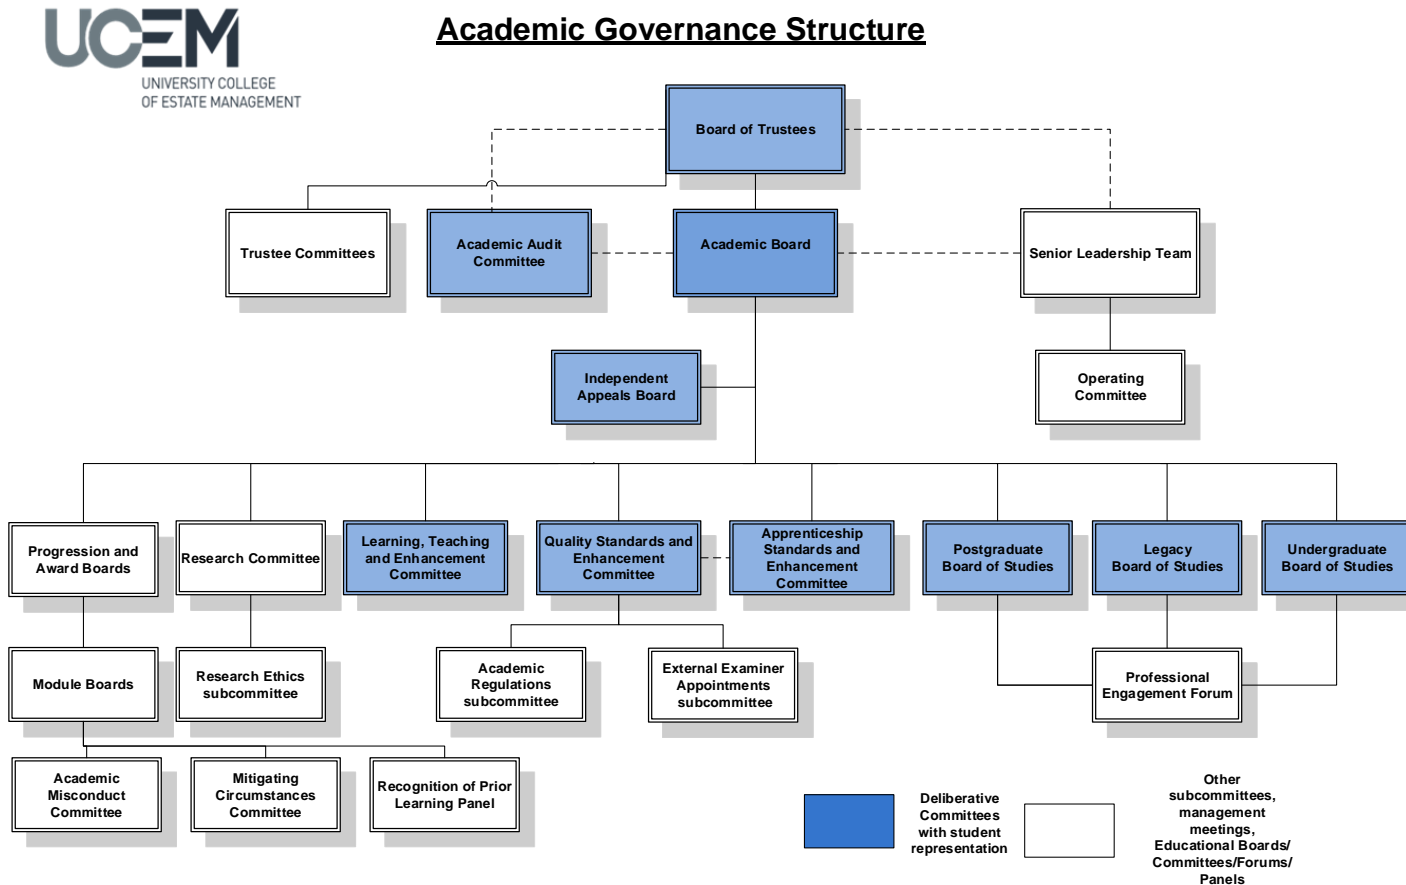 UCEM
UNIVERSITY COLLEGE
OF ESTATE MANAGEMENT
Academic Governance Structure
Board of Trustees
Trustee Committees
Academic Audit
Committee
Academic Board
Senior Leadership Team
Independent
Appeals Board
Operating
Committee
Progression and
Award Boards
Research Committee
Learning, Teaching
and Enhancement
Committee
Quality Standards and
Enhancement
Committee
Apprenticeship
Standards and
Enhancement
Committee
Postgraduate
Board of Studies
Legacy
Board of Studies
Undergraduate
Board of Studies
Module Boards
Research Ethics
subcommittee
Academic
Regulations
subcommittee
External Examiner
Appointments
subcommittee
Professional
Engagement Forum
Academic
Misconduct
Committee
Mitigating
Circumstances
Committee
Recognition of Prior
Learning Panel
Deliberative
Committees
with student
representation
Other
subcommittees,
management
meetings,
Educational Boards/
Committees/Forums/
Panels